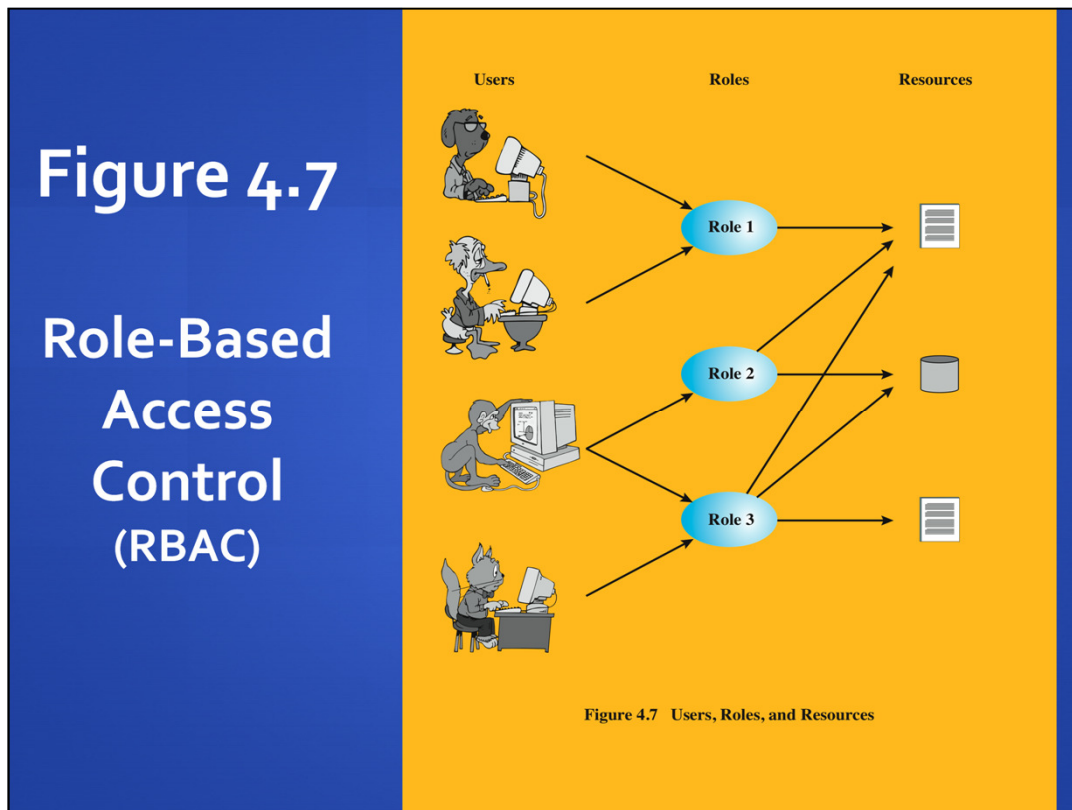 Figure 4.7
Role-Based
Access
Control
(RBAC)
Users
Roles
Resources
Role 1
Role 2
Role 3
Figure 4.7 Users, Roles, and Resources